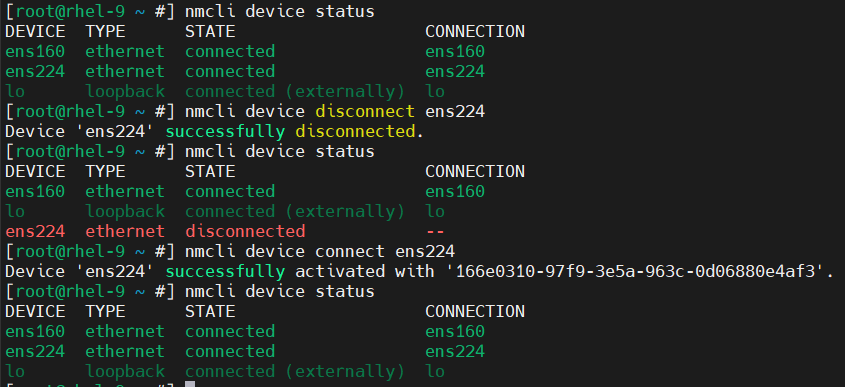 [root@rhel-9 ~ #] nmcli device status
DEVICE  TYPE      STATE                   CONNECTION
ens160  ethernet  connected               ens160
ens224  ethernet  connected               ens224
lo      loopback  connected (externally)  lo
[root@rhel-9 ~ #] nmcli device disconnect ens224
Device 'ens224' successfully disconnected.
[root@rhel-9 ~ #] nmcli device status
DEVICE  TYPE      STATE                   CONNECTION
ens160  ethernet  connected               ens160
lo      loopback  connected (externally)  lo
ens224  ethernet  disconnected            --
[root@rhel-9 ~ #] nmcli device connect ens224
Device 'ens224' successfully activated with '166e0310-97f9-3e5a-963c-0d06880e4af3'.
[root@rhel-9 ~ #] nmcli device status
DEVICE  TYPE      STATE                   CONNECTION
ens160  ethernet  connected               ens160
ens224  ethernet  connected               ens224
lo      loopback  connected (externally)  lo